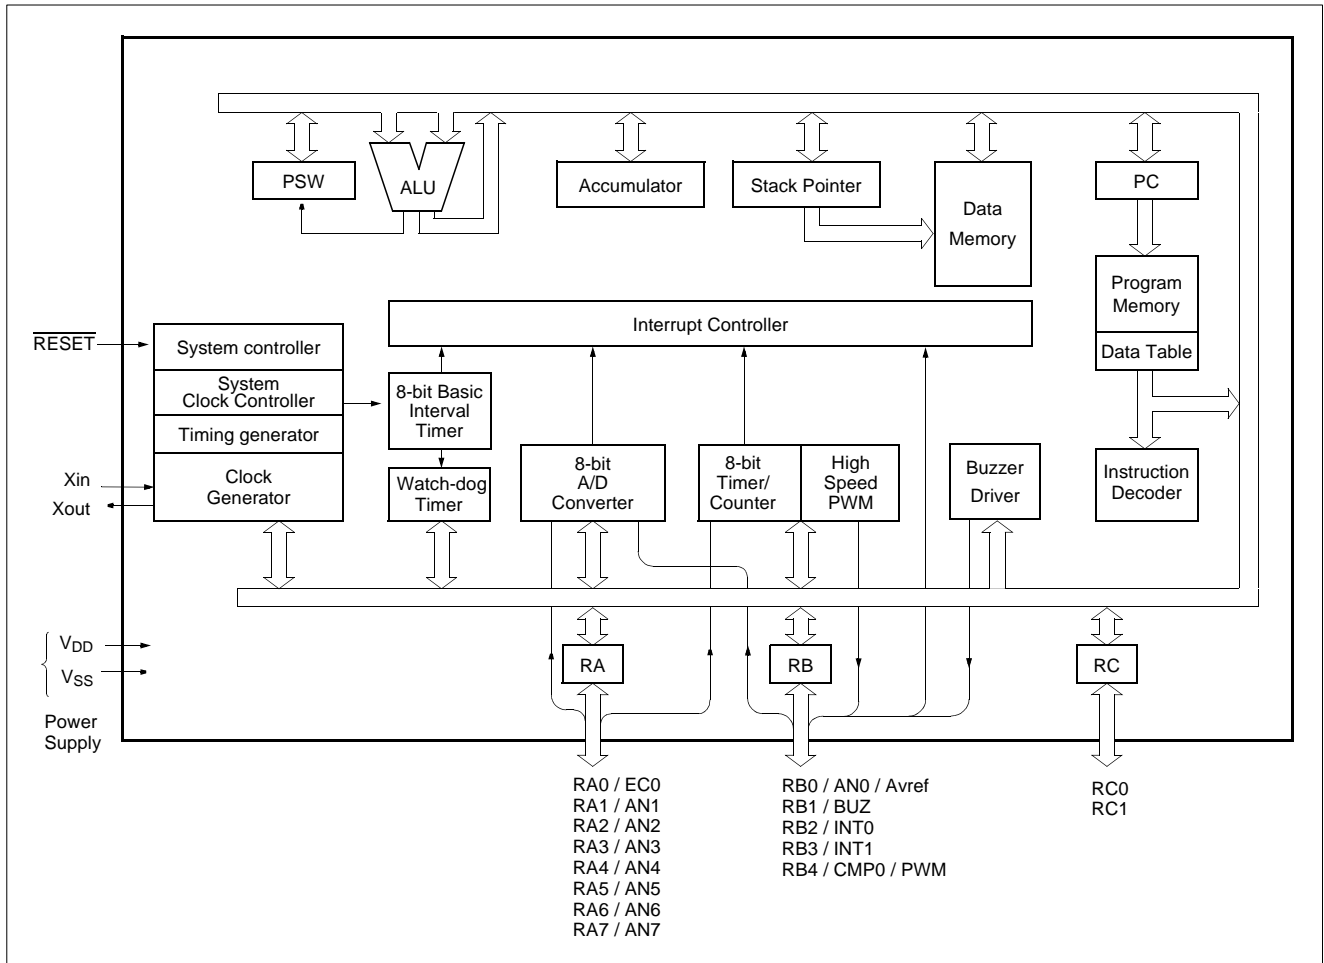 PSW
ALU
Accumulator
Stack Pointer
Data
Memory
PC
Program
Memory
Data Table
Interrupt Controller
RESET
System controller
System
Clock Controller
Timing generator
Clock
Generator
Xin
Xout
8-bit Basic
Interval
Timer
Watch-dog
Timer
8-bit
A/D
Converter
8-bit
Timer/
Counter
High
Speed
PWM
Buzzer
Driver
Instruction
Decoder
VDD
VSS
Power
Supply
RA
RB
RC
RA0 / EC0
RA1 / AN1
RA2 / AN2
RA3 / AN3
RA4 / AN4
RA5 / AN5
RA6 / AN6
RA7 / AN7
RB0 / AN0 / Avref
RB1 / BUZ
RB2 / INT0
RB3 / INT1
RB4 / CMP0 / PWM
RC0
RC1